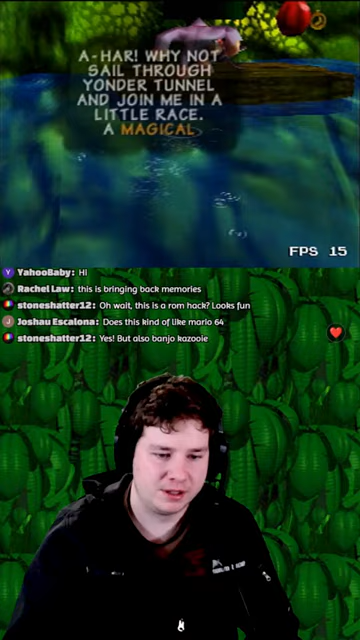 A-HAR! WHY NOT
SAIL THROUGH
YONDER TUNNEL
AND JOIN ME IN A
LITTLE RACE.
A MAGICAL
FPS 15
Y YahooBaby: Hi
Rachel Law: this is bringing back memories
stoneshatter12: Oh wait, this is a rom hack? Looks fun
J Joshau Escalona: Does this kind of like mario 64
stoneshatter12: Yes! But also banjo kazooie